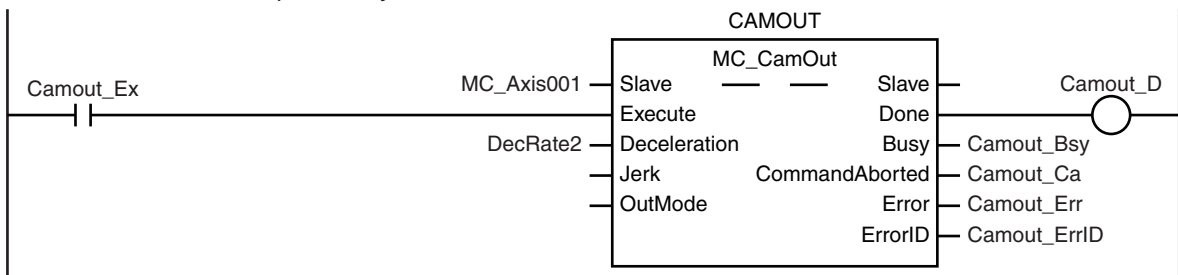 CAMOUT
MC_CamOut
Camout_Ex
MC_Axis001 Slave Slave Camout_D
Execute Done
DecRate2 Deceleration Busy Camout_Bsy
Jerk CommandAborted Camout_Ca
OutMode Error Camout_Err
ErrorID Camout_ErrID